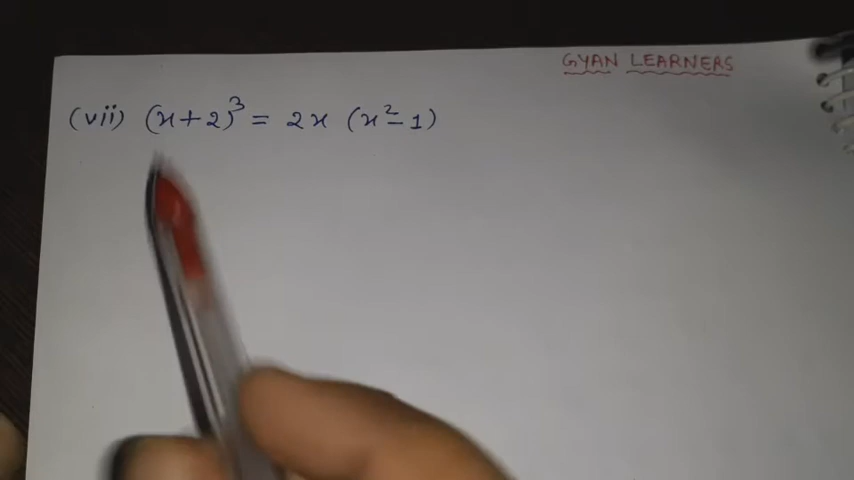 GYAN LEARNERS
(vii) (x+2)³ = 2x (x²-1)